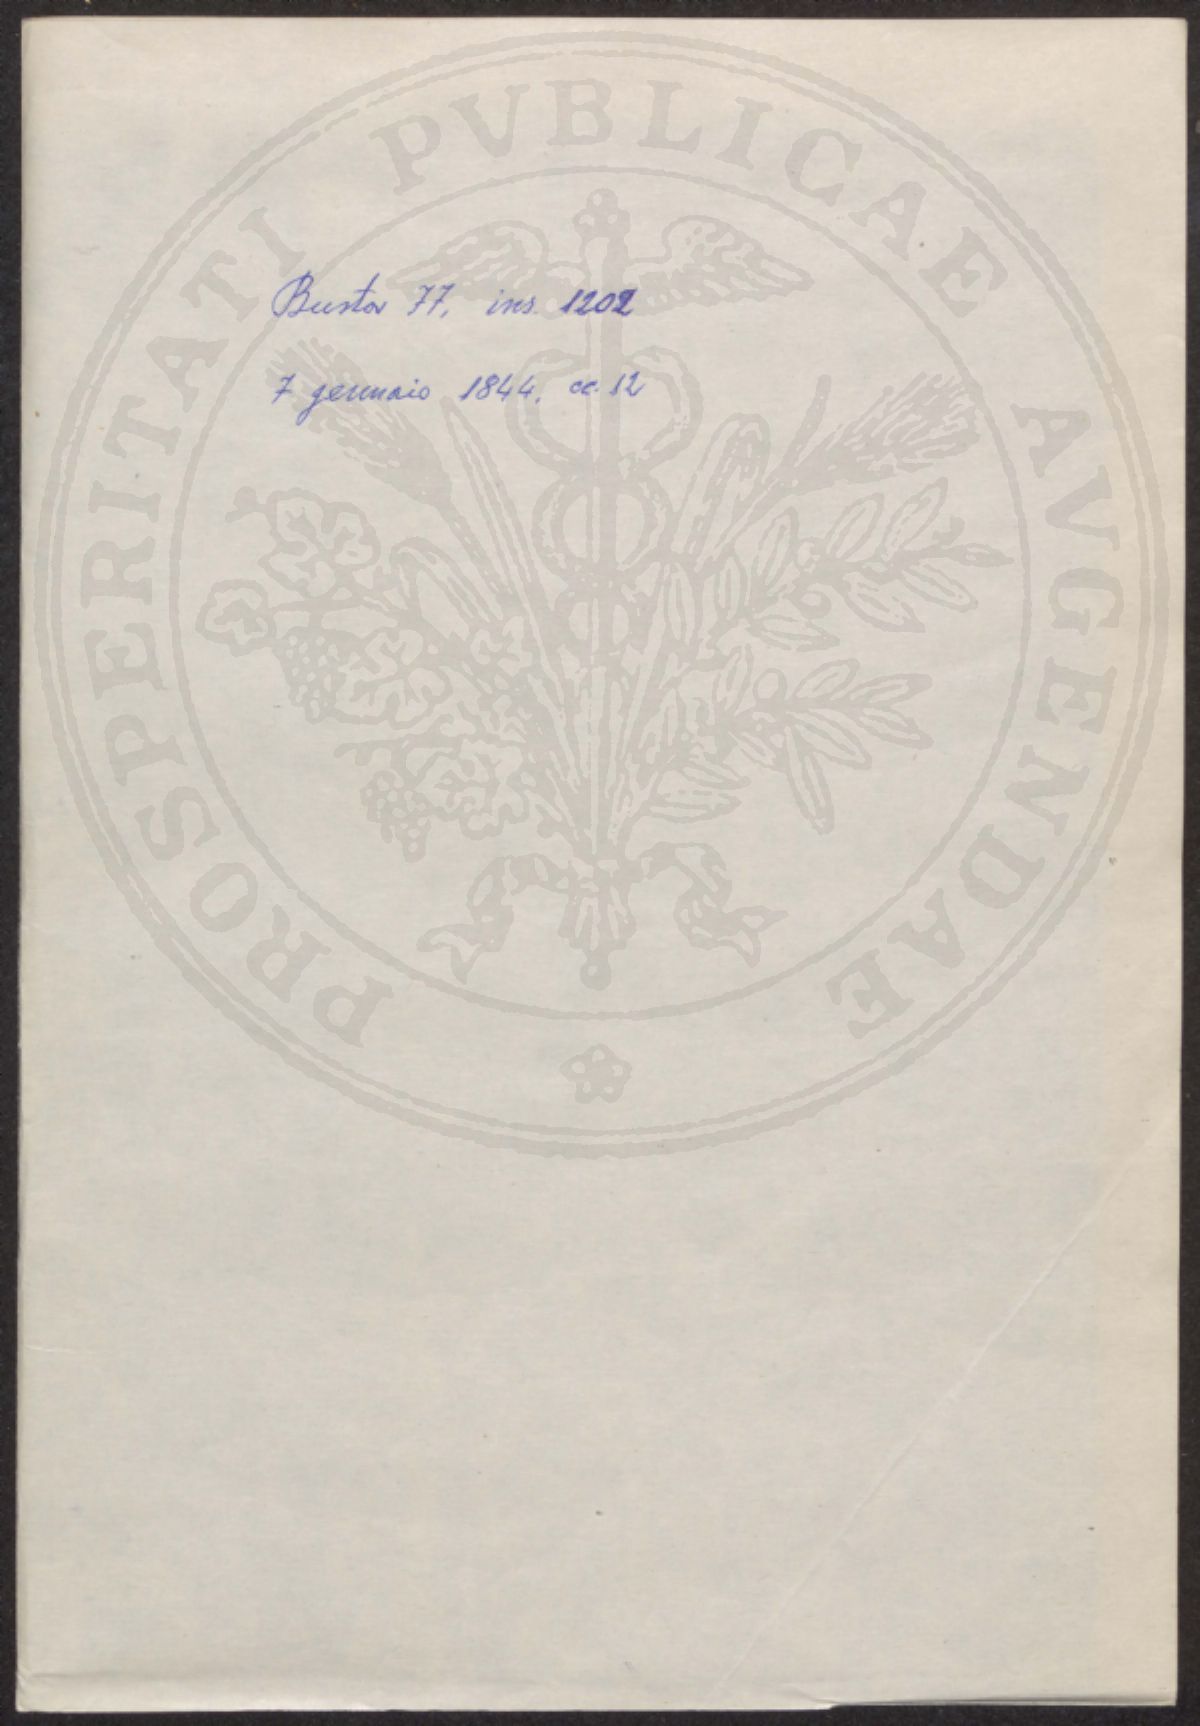 PROSPERITATI PVBLICAE AVGENDAE
Busta 77, ins. 1202
7 gennaio 1844, cc. 12